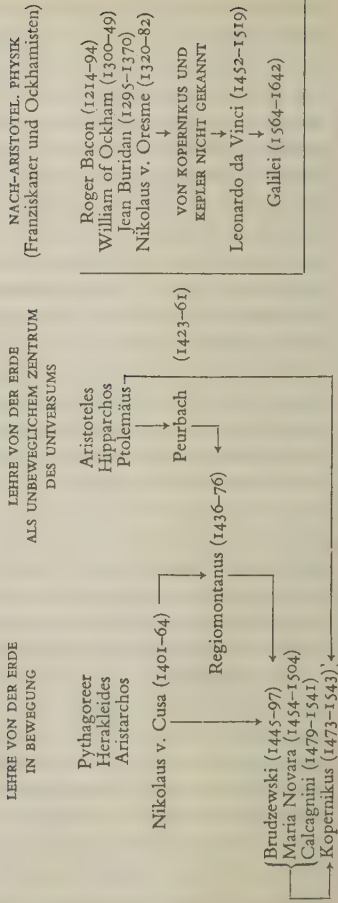 LEHRE VON DER ERDE
IN BEWEGUNG
Pythagoreer
Herakleides
Aristarchos
Nikolaus v. Cusa (1401–64)
Regiomontanus (1436–76)
Brudzewski (1445–97)
Maria Novara (1454–1504)
Calcagnini (1479–1541)
Kopernikus (1473–1543)
LEHRE VON DER ERDE
ALS UNBEWEGLICHEM ZENTRUM
DES UNIVERSUMS
Aristoteles
Hipparchos
Ptolemäus
Peurbach (1423–61)
NACH-ARISTOTEL. PHYSIK
(Franziskaner und Ockhamisten)
Roger Bacon (1214–94)
William of Ockham (1300–49)
Jean Buridan (1295–1370)
Nikolaus v. Oresme (1320–82)
VON KOPERNIKUS UND
KEPLER NICHT GEKANNT
Leonardo da Vinci (1452–1519)
Galilei (1564–1642)